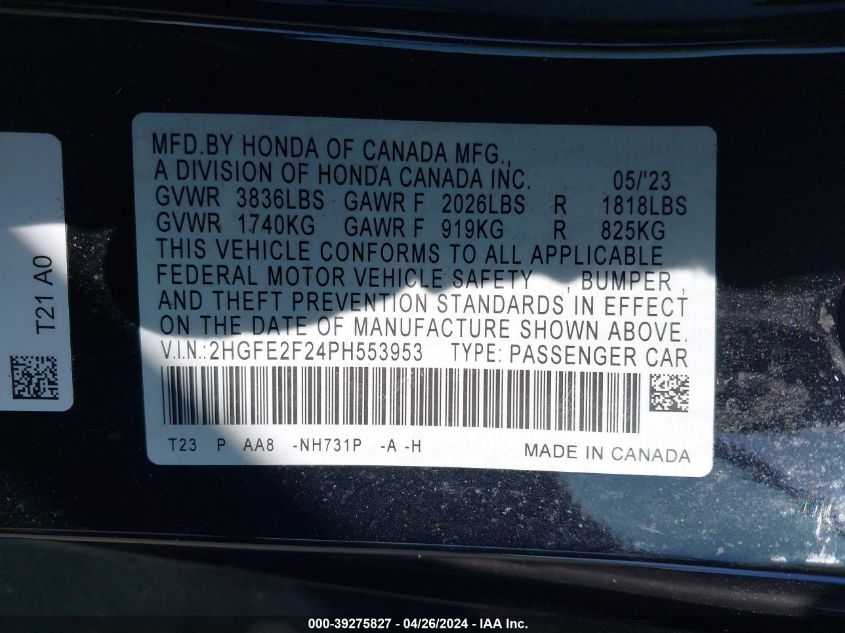 MFD.BY HONDA OF CANADA MFG.,
A DIVISION OF HONDA CANADA INC. 05/'23
GVWR 3836LBS GAWR F 2026LBS R 1818LBS
GVWR 1740KG GAWR F 919KG R 825KG
THIS VEHICLE CONFORMS TO ALL APPLICABLE
FEDERAL MOTOR VEHICLE SAFETY , BUMPER ,
AND THEFT PREVENTION STANDARDS IN EFFECT
ON THE DATE OF MANUFACTURE SHOWN ABOVE.
V.I.N.:2HGFE2F24PH553953 TYPE: PASSENGER CAR
T23 P AA8 -NH731P -A -H MADE IN CANADA
T21 A0
000-39275827 - 04/26/2024 - IAA Inc.